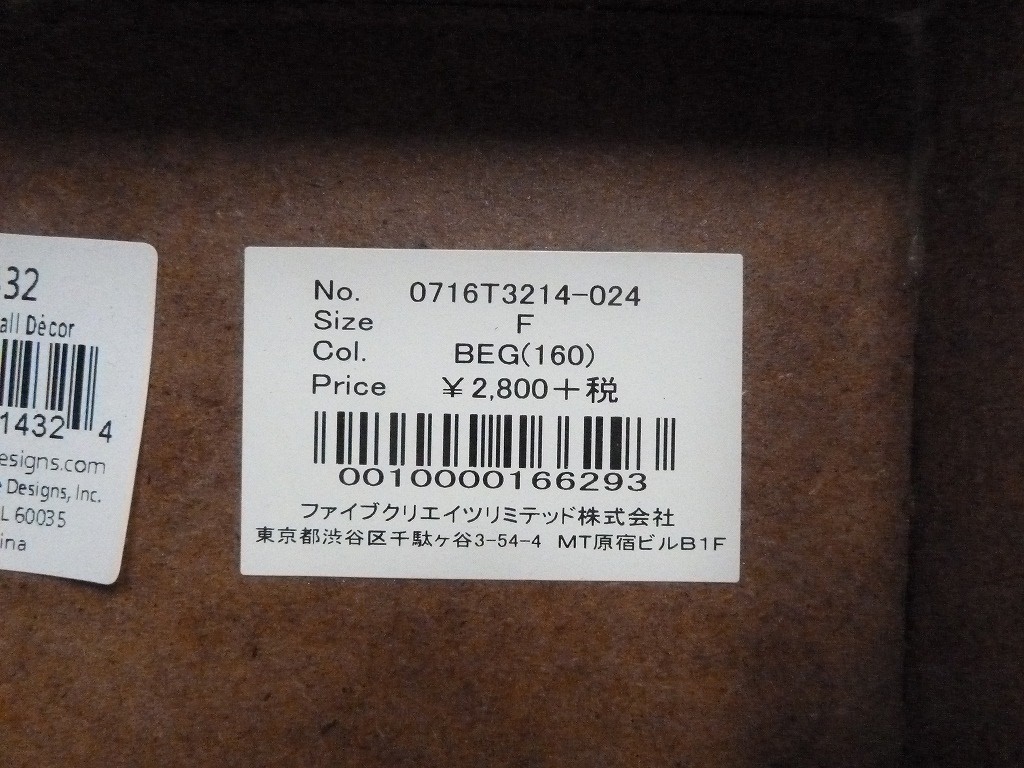 -32
all Décor
1432 4
esigns.com
e Designs, Inc.
L 60035
ina
No. 0716T3214-024
Size F
Col. BEG(160)
Price ¥2,800+税
0010000166293
ファイブクリエイツリミテッド株式会社
東京都渋谷区千駄ヶ谷3-54-4 MT原宿ビルB1F